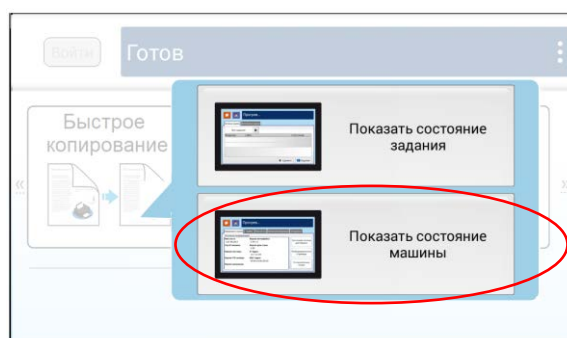 Войти
Готов
Быстрое
копирование
Показать состояние
задания
Показать состояние
машины